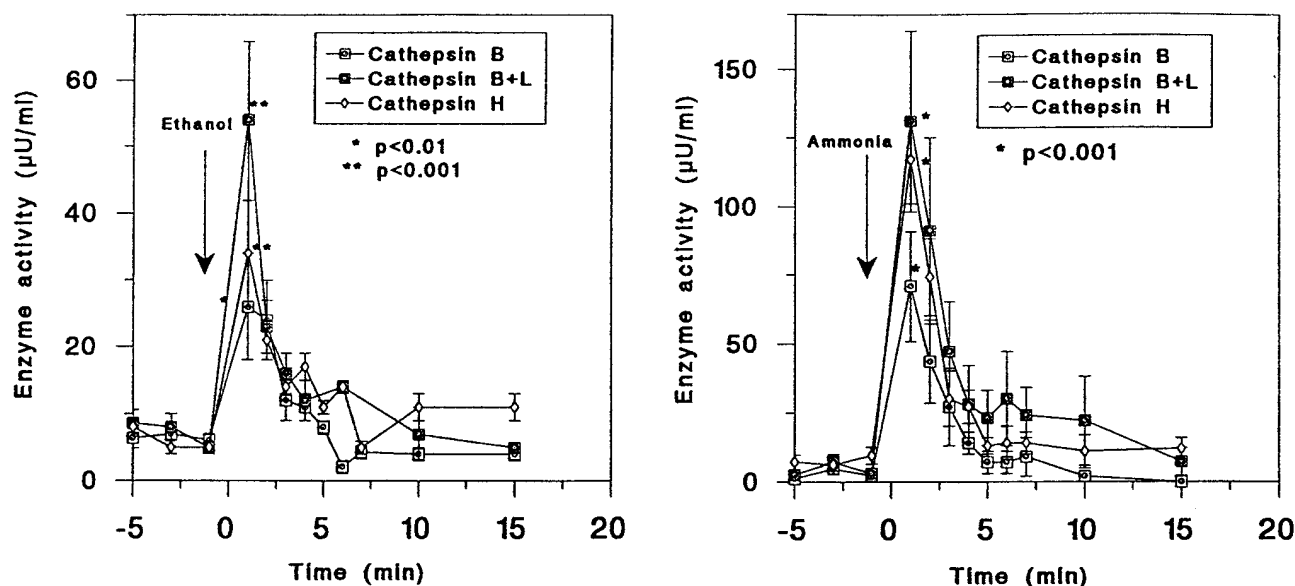 Enzyme activity (µU/ml)
60
40
20
0
-5 0 5 10 15 20
Time (min)
Ethanol
Cathepsin B
Cathepsin B+L
Cathepsin H
* p<0.01
** p<0.001
**
**
*
Enzyme activity (µU/ml)
150
100
50
0
-5 0 5 10 15 20
Time (min)
Ammonia
Cathepsin B
Cathepsin B+L
Cathepsin H
* p<0.001
*
*
*